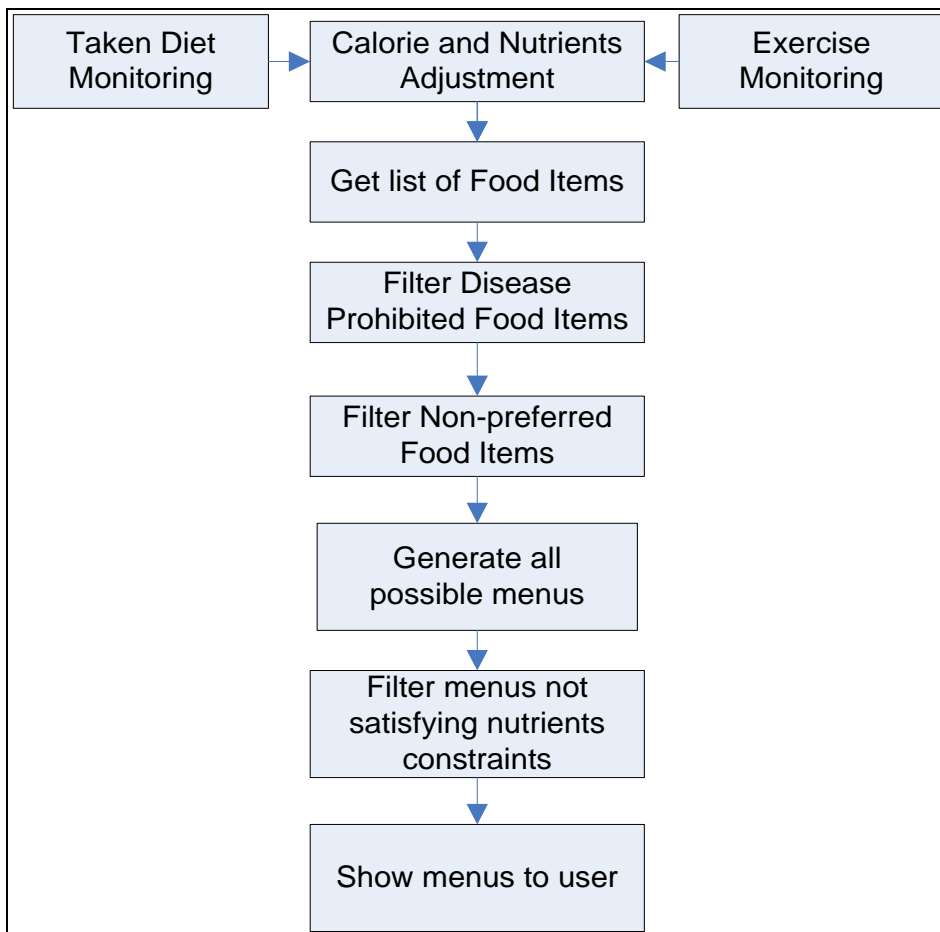 Taken Diet
Monitoring
Calorie and Nutrients
Adjustment
Exercise
Monitoring
Get list of Food Items
Filter Disease
Prohibited Food Items
Filter Non-preferred
Food Items
Generate all
possible menus
Filter menus not
satisfying nutrients
constraints
Show menus to user